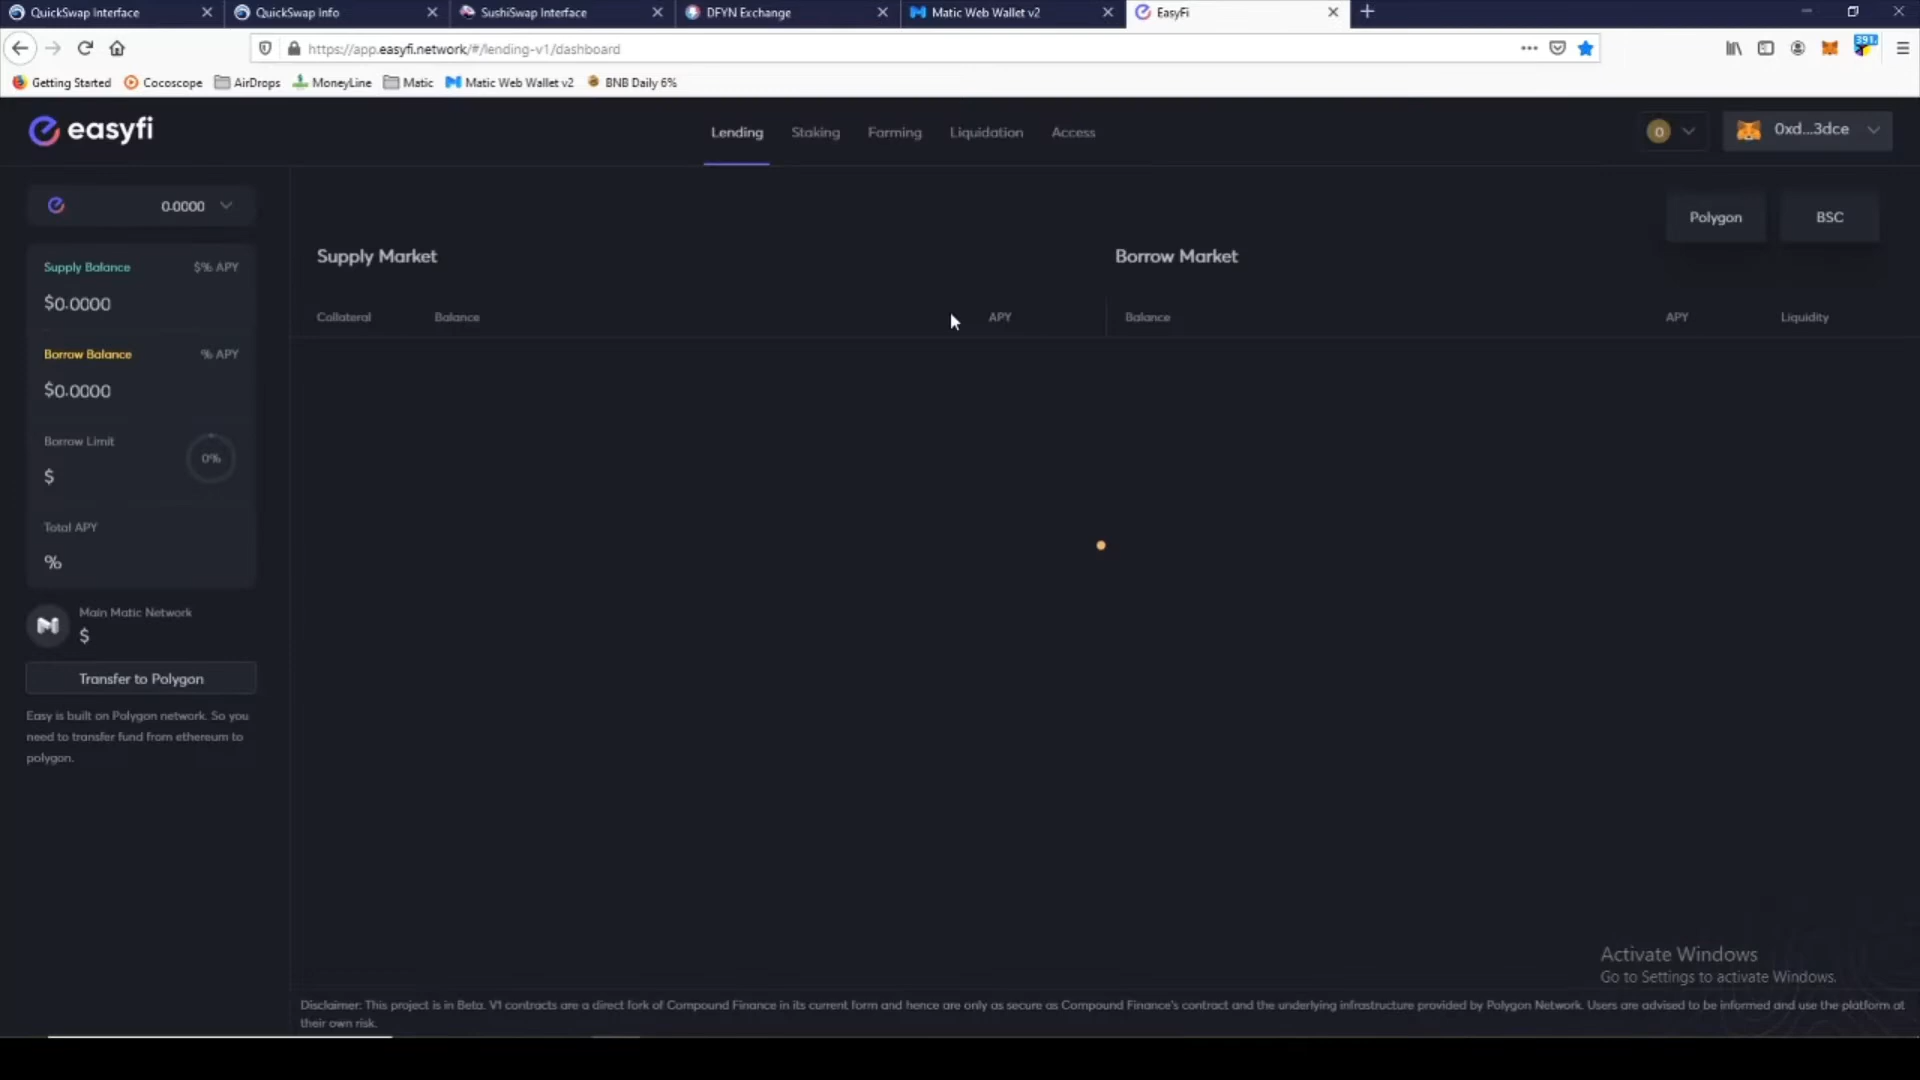 QuickSwap Interface
QuickSwap Info
SushiSwap Interface
DFYN Exchange
Matic Web Wallet v2
EasyFi
https://app.easyfi.network/#/lending-v1/dashboard
391.
Getting Started
Cocoscope
AirDrops
MoneyLine
Matic
Matic Web Wallet v2
BNB Daily 6%
easyfi
Lending
Staking
Farming
Liquidation
Access
0
0xd...3dce
0.0000
Polygon
BSC
Supply Balance
$% APY
$0.0000
Borrow Balance
% APY
$0.0000
Borrow Limit
$
0%
Total APY
%
Main Matic Network
$
Transfer to Polygon
Easy is built on Polygon network. So you
need to transfer fund from ethereum to
polygon.
Supply Market
Collateral
Balance
APY
Borrow Market
Balance
APY
Liquidity
Activate Windows
Go to Settings to activate Windows.
Disclaimer: This project is in Beta. V1 contracts are a direct fork of Compound Finance in its current form and hence are only as secure as Compound Finance's contract and the underlying infrastructure provided by Polygon Network. Users are advised to be informed and use the platform at
their own risk.